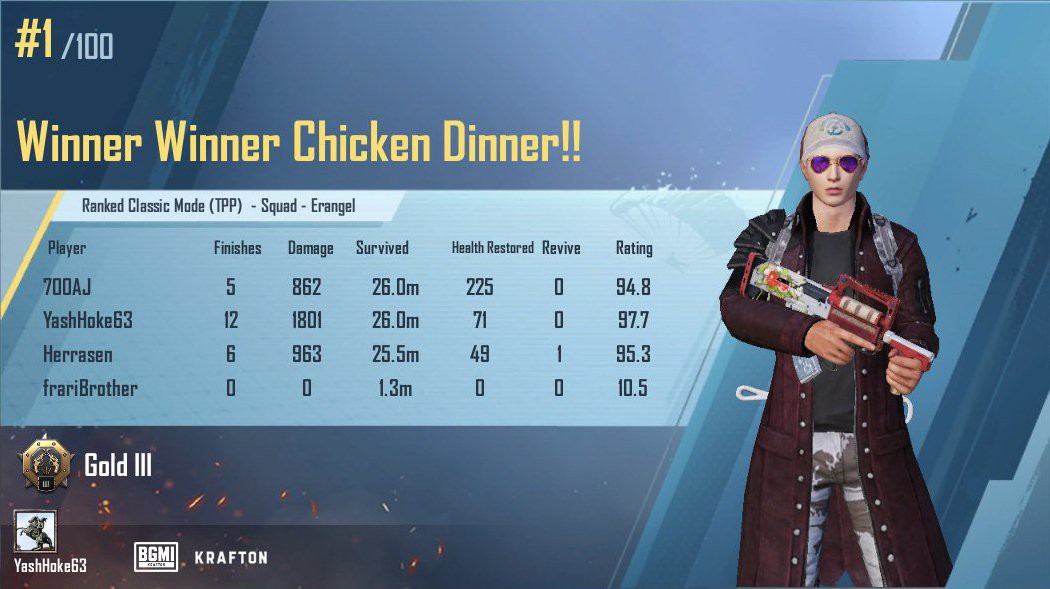 #1 /100
Winner Winner Chicken Dinner!!
Ranked Classic Mode (TPP) - Squad - Erangel
Player Finishes Damage Survived Health Restored Revive Rating
700AJ 5 862 26.0m 225 0 94.8
YashHoke63 12 1801 26.0m 71 0 97.7
Herrasen 6 963 25.5m 49 1 95.3
frariBrother 0 0 1.3m 0 0 10.5
III
Gold III
YashHoke63
BGMI
KRAFTON
KRAFTON